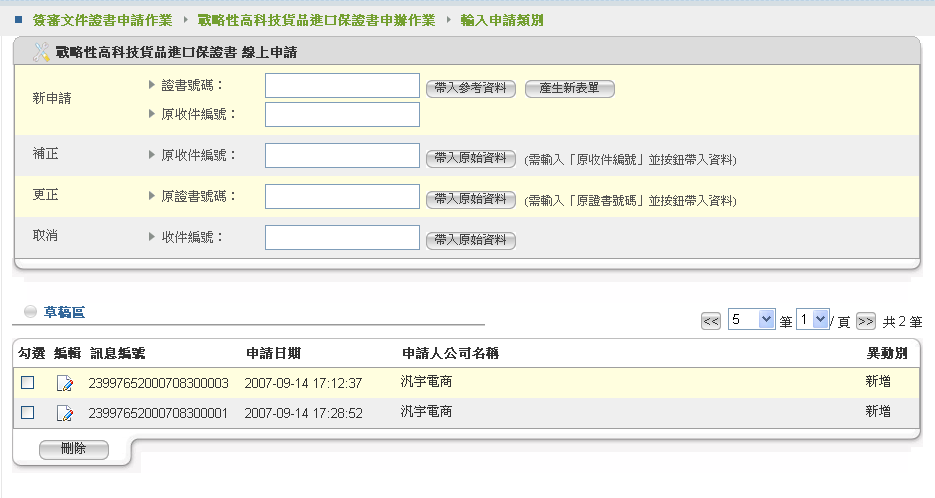 簽審文件證書申請作業 戰略性高科技貨品進口保證書申辦作業 輸入申請類別
戰略性高科技貨品進口保證書 線上申請
新申請 證書號碼： 帶入參考資料 產生新表單
原收件編號：
補正 原收件編號： 帶入原始資料 (需輸入「原收件編號」並按鈕帶入資料)
更正 原證書號碼： 帶入原始資料 (需輸入「原證書號碼」並按鈕帶入資料)
取消 收件編號： 帶入原始資料
草稿區
<< 5 筆 1 / 頁 >> 共 2 筆
勾選 編輯 訊息編號 申請日期 申請人公司名稱 異動別
23997652000708300003 2007-09-14 17:12:37 汎宇電商 新增
23997652000708300001 2007-09-14 17:28:52 汎宇電商 新增
刪除